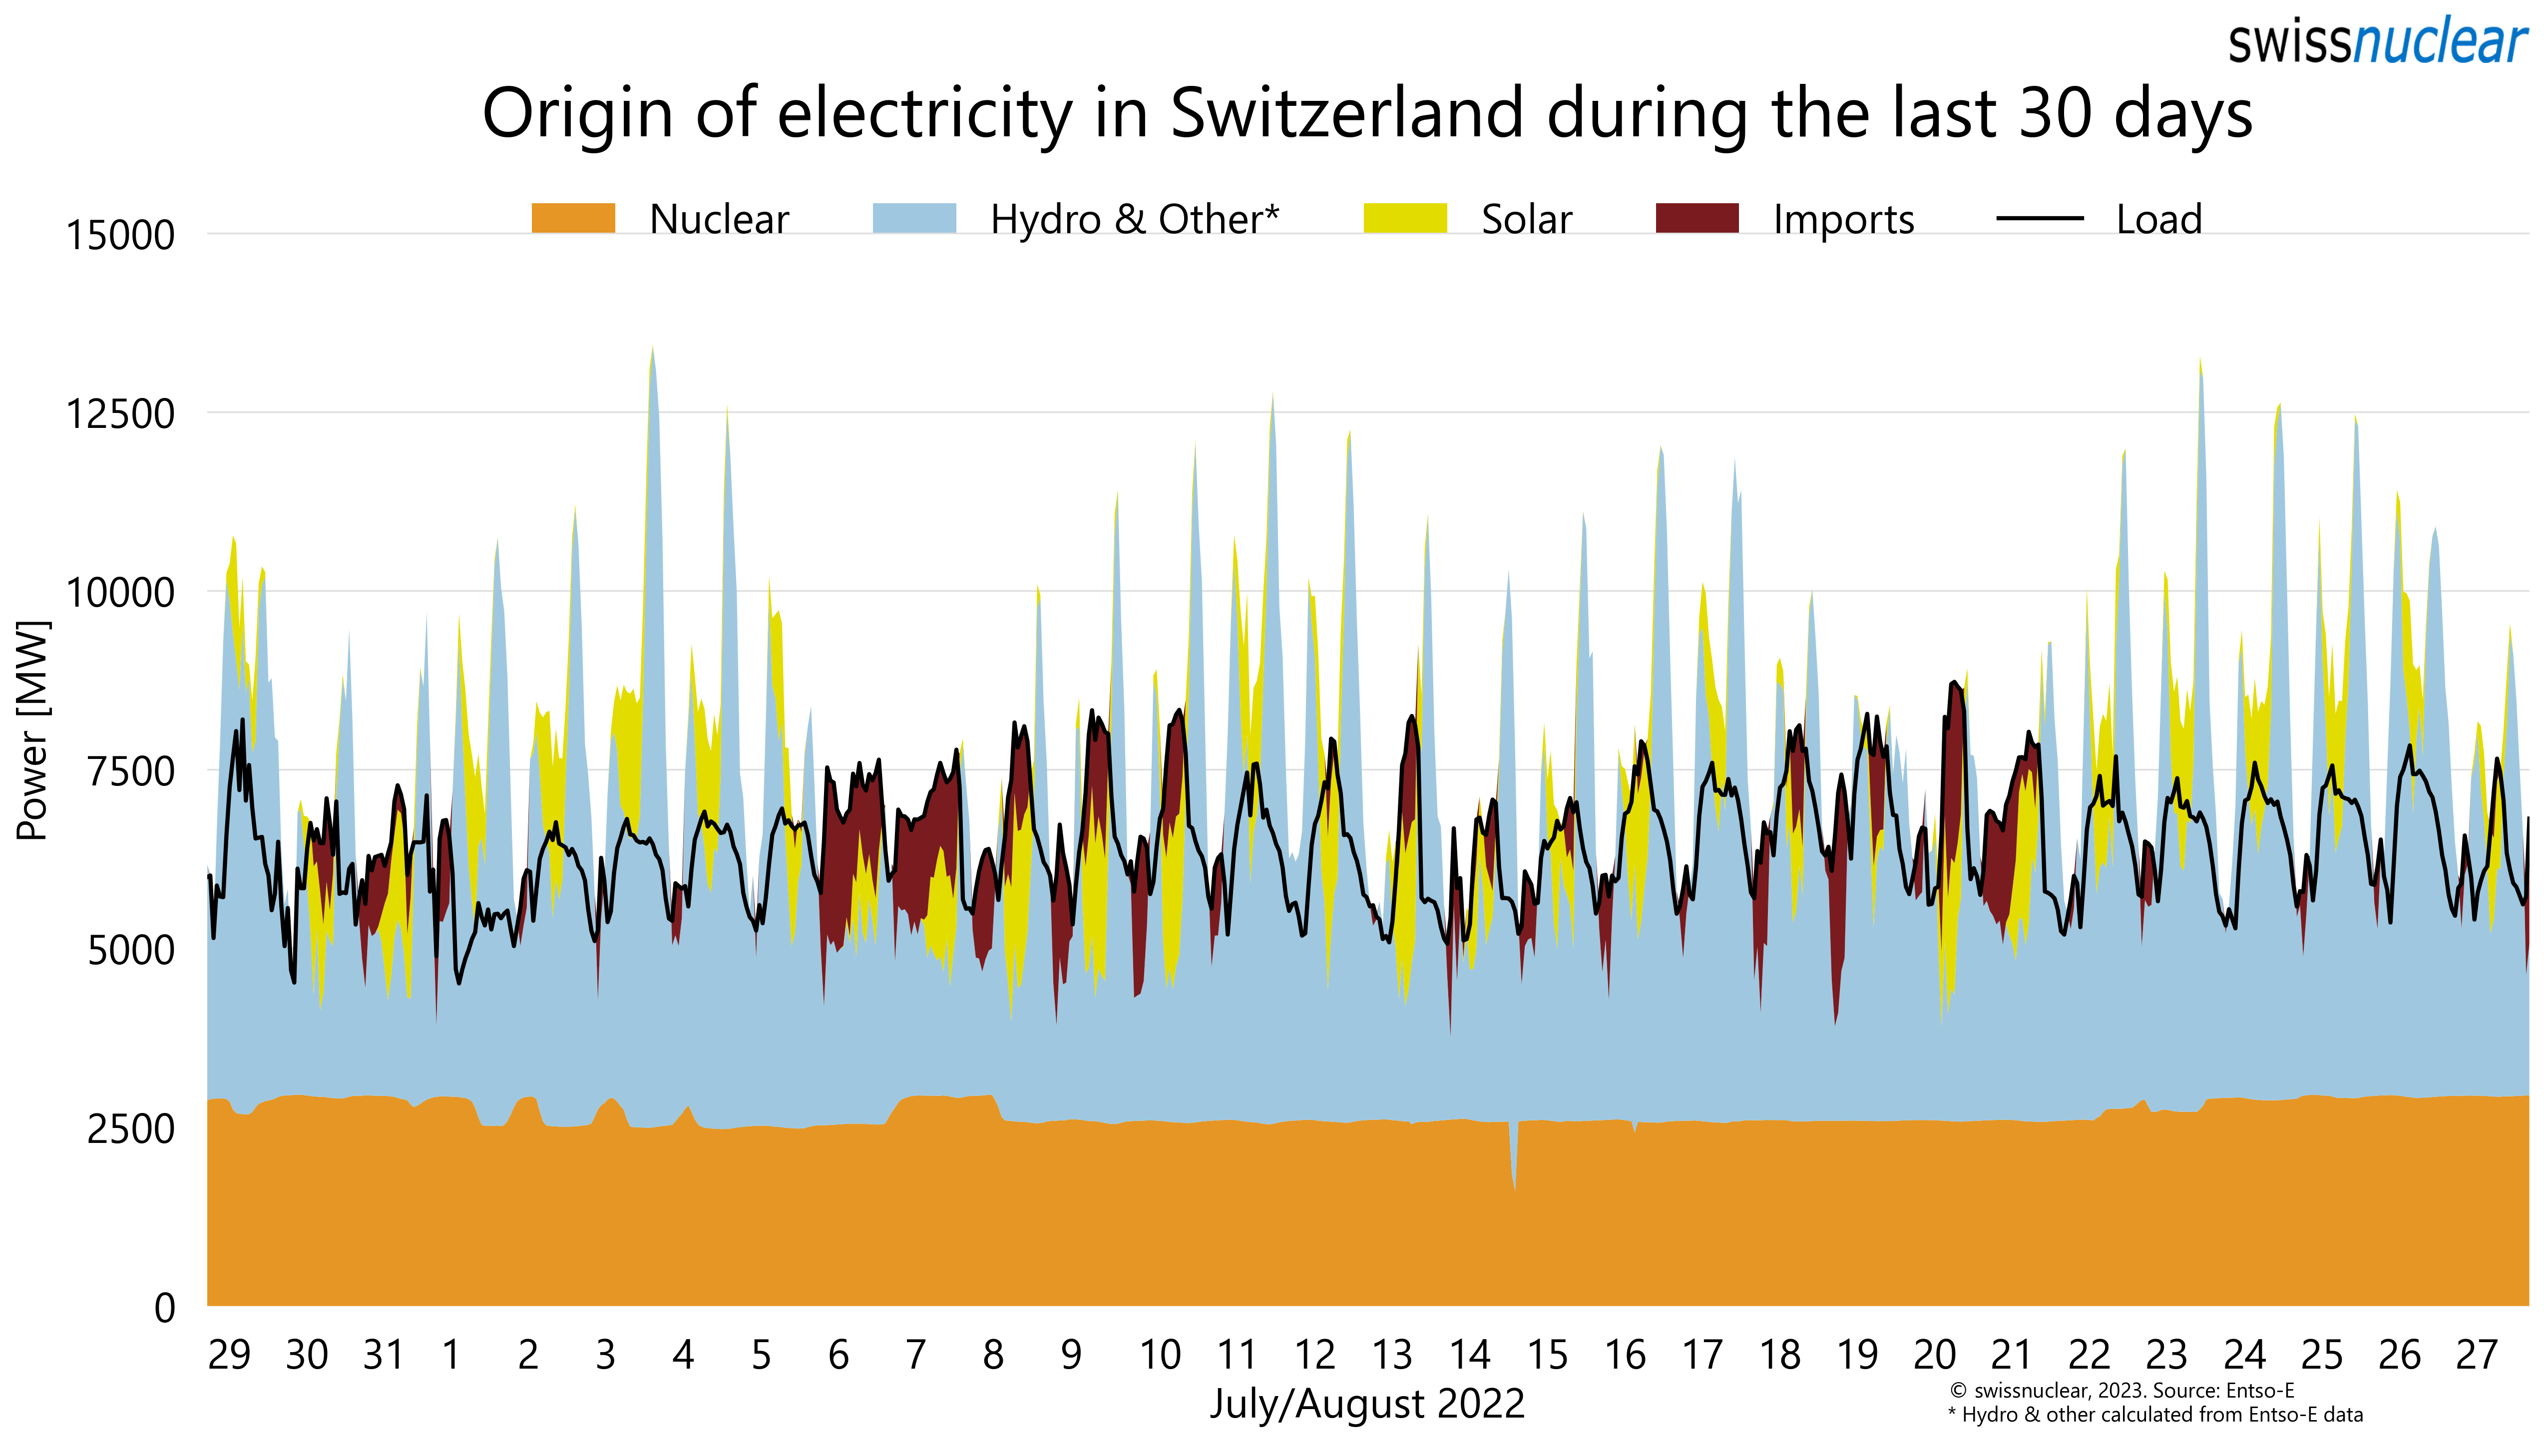 swissnuclear
Origin of electricity in Switzerland during the last 30 days
Nuclear Hydro & Other* Solar Imports Load
15000
12500
10000
7500
5000
2500
0
Power [MW]
29 30 31 1 2 3 4 5 6 7 8 9 10 11 12 13 14 15 16 17 18 19 20 21 22 23 24 25 26 27
July/August 2022
© swissnuclear, 2023. Source: Entso-E
* Hydro & other calculated from Entso-E data